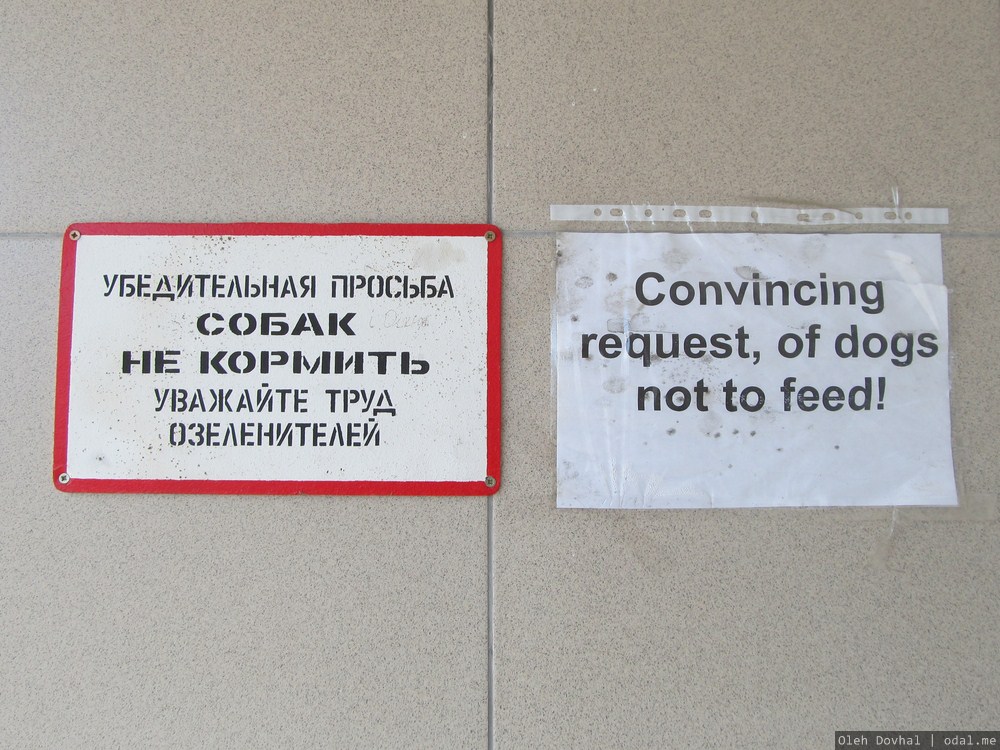 УБЕДИТЕЛЬНАЯ ПРОСЬБА
СОБАК
НЕ КОРМИТЬ
УВАЖАЙТЕ ТРУД
ОЗЕЛЕНИТЕЛЕЙ
Convincing
request, of dogs
not to feed!
Oleh Dovhal | odal.me